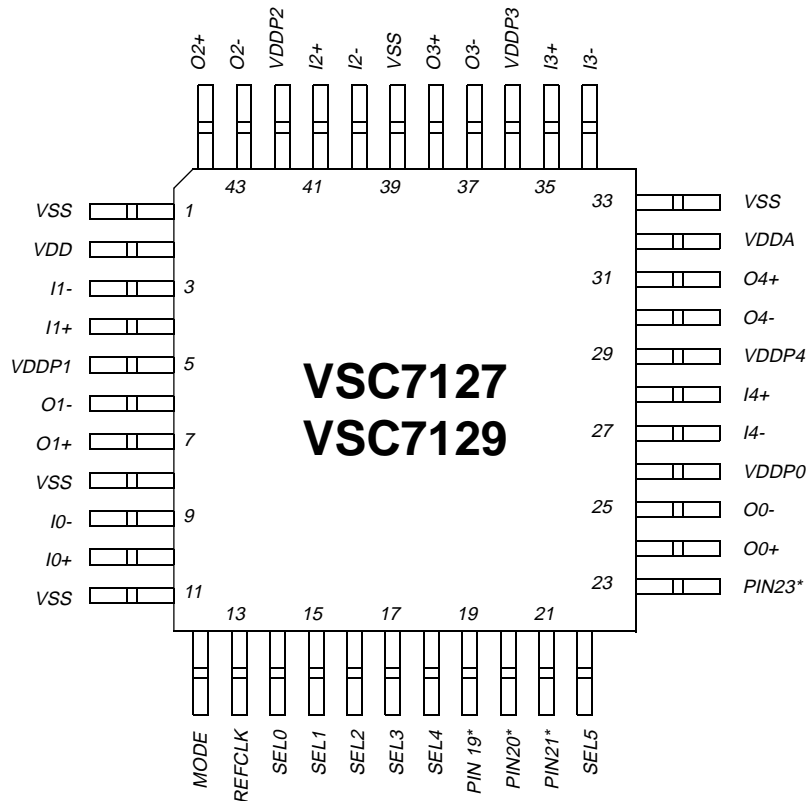 O2+
O2-
VDDP2
I2+
I2-
VSS
O3+
O3-
VDDP3
I3+
I3-
43
41
39
37
35
VSS
1
VDD
I1-
3
I1+
VDDP1
5
O1-
O1+
7
VSS
I0-
9
I0+
VSS
11
VSC7127
VSC7129
33
VSS
VDDA
31
O4+
O4-
29
VDDP4
I4+
27
I4-
VDDP0
25
O0-
O0+
23
PIN23*
13
15
17
19
21
MODE
REFCLK
SEL0
SEL1
SEL2
SEL3
SEL4
PIN 19*
PIN20*
PIN21*
SEL5